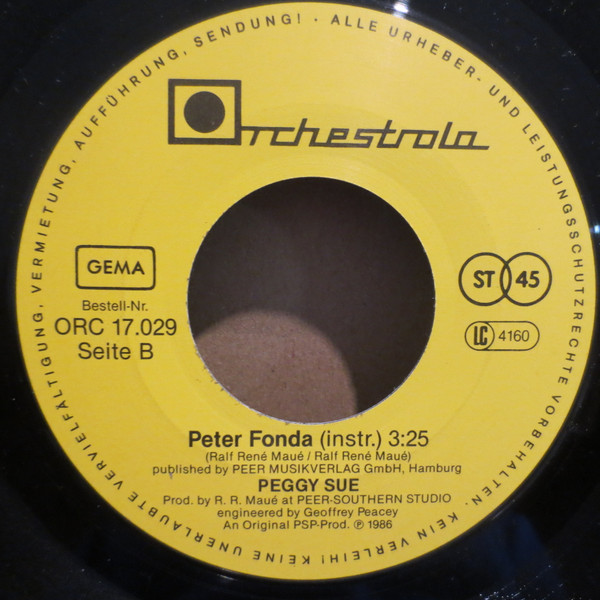 ALLE URHEBER- UND LEISTUNGSSCHUTZRECHTE VORBEHALTEN. KEIN VERLEIH! KEINE UNERLAUBTE VERVIELFÄLTIGUNG, VERMIETUNG, AUFFÜHRUNG, SENDUNG! ·
Orchestrola
GEMA
Bestell-Nr.
ORC 17.029
Seite B
ST 45
LC 4160
Peter Fonda (instr.) 3:25
(Ralf René Maué / Ralf René Maué)
published by PEER MUSIKVERLAG GmbH, Hamburg
PEGGY SUE
Prod. by R. R. Maué at PEER-SOUTHERN STUDIO
engineered by Geoffrey Peacey
An Original PSP-Prod. ℗ 1986